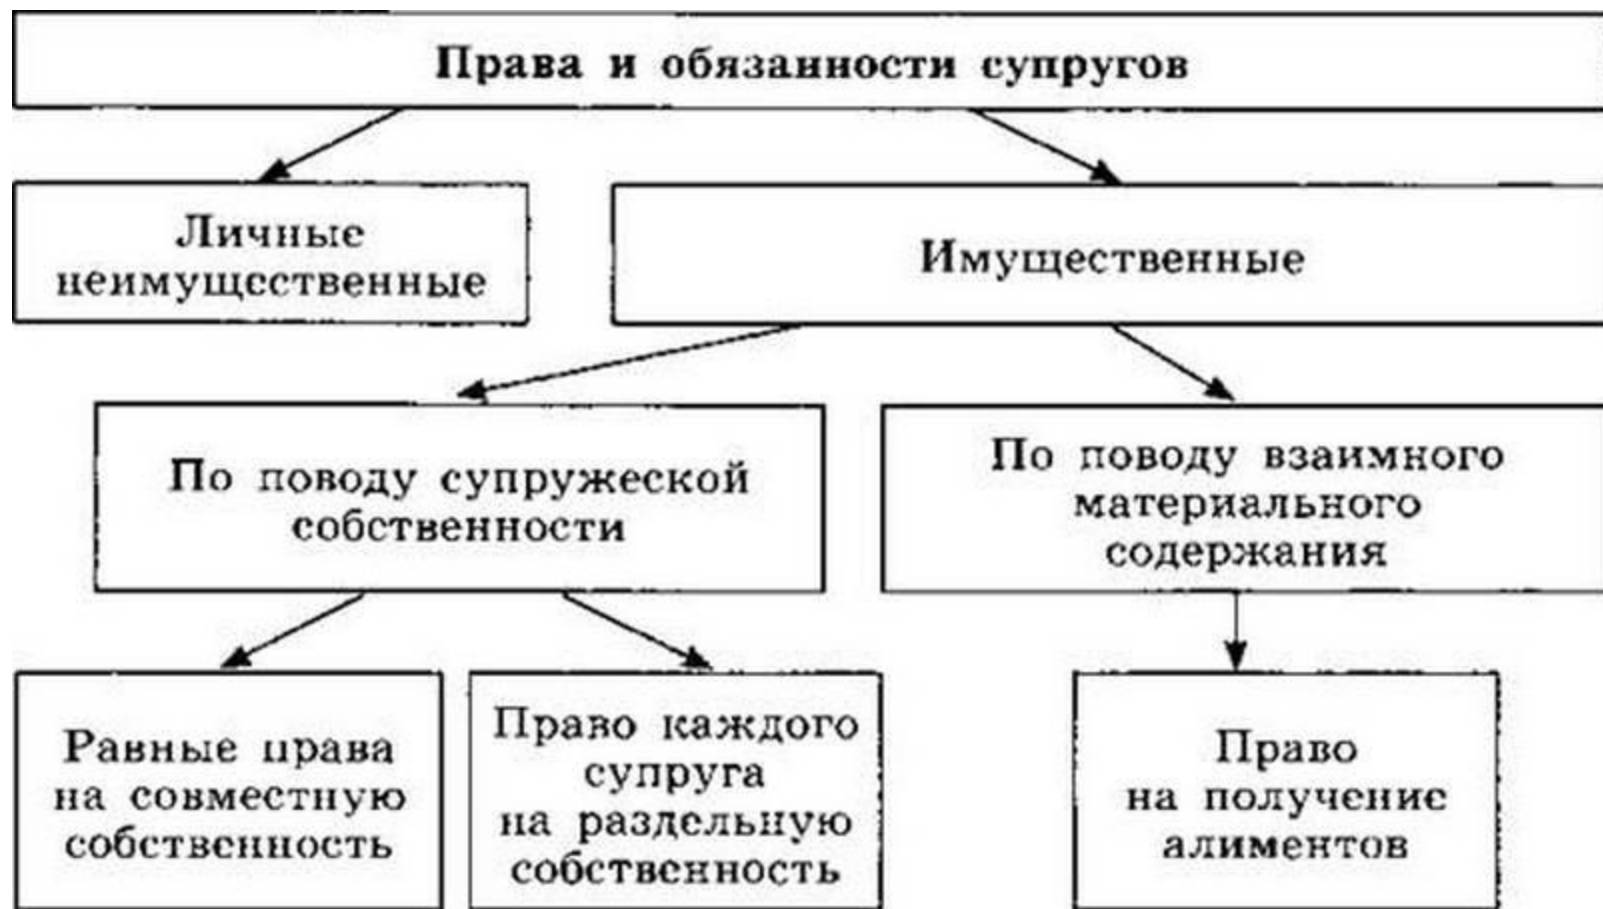 Права и обязанности супругов
Личные
неимущественные
Имущественные
По поводу супружеской
собственности
По поводу взаимного
материального
содержания
Равные права
на совместную
собственность
Право каждого
супруга
на раздельную
собственность
Право
на получение
алиментов